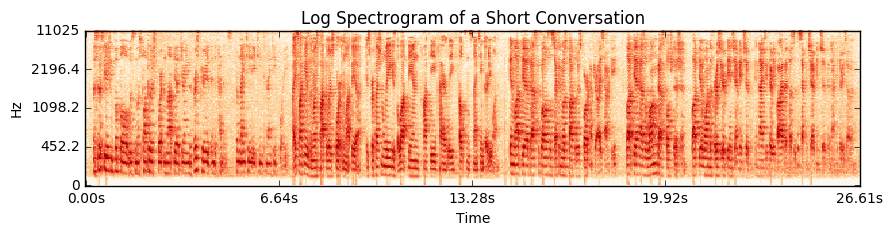 Log Spectrogram of a Short Conversation
11025
2196.4
1098.2
452.2
0
Hz
0.00s 6.64s 13.28s 19.92s 26.61s
Time